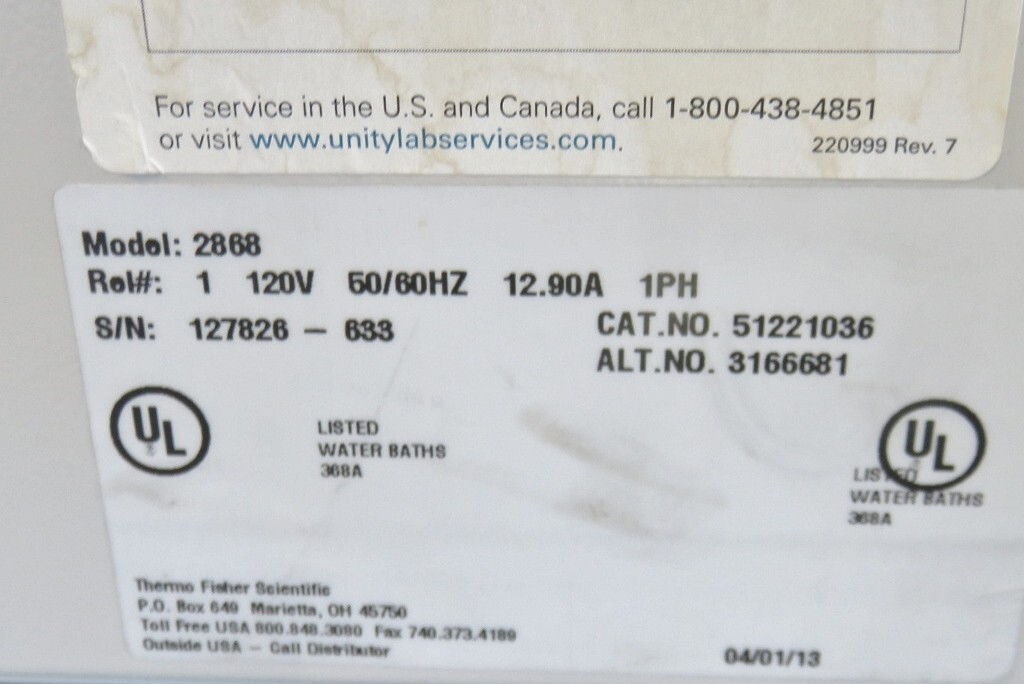 For service in the U.S. and Canada, call 1-800-438-4851
or visit www.unitylabservices.com.
220999 Rev. 7
Model: 2868
Rel#: 1 120V 50/60HZ 12.90A 1PH
S/N: 127826 - 633
CAT.NO. 51221036
ALT.NO. 3166681
UL
LISTED
WATER BATHS
368A
UL
LISTED
WATER BATHS
368A
Thermo Fisher Scientific
P.O. Box 649 Marietta, OH 45750
Toll Free USA 800.848.3080 Fax 740.373.4189
Outside USA - Call Distributor
04/01/13